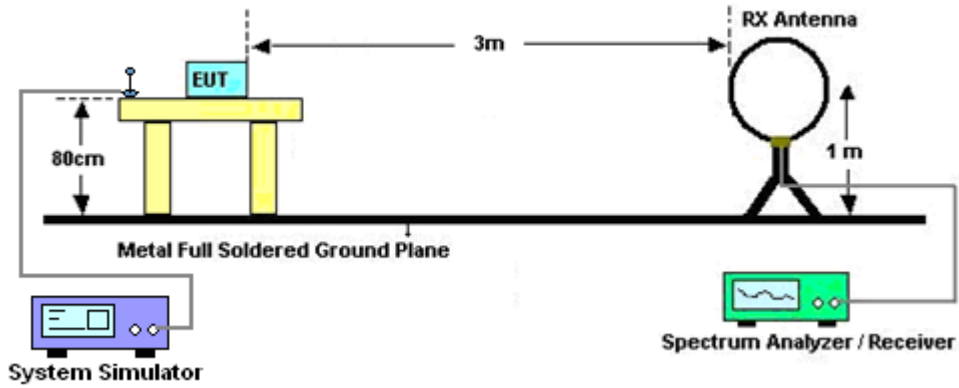 RX Antenna
3m
EUT
80cm
1 m
Metal Full Soldered Ground Plane
System Simulator
Spectrum Analyzer / Receiver